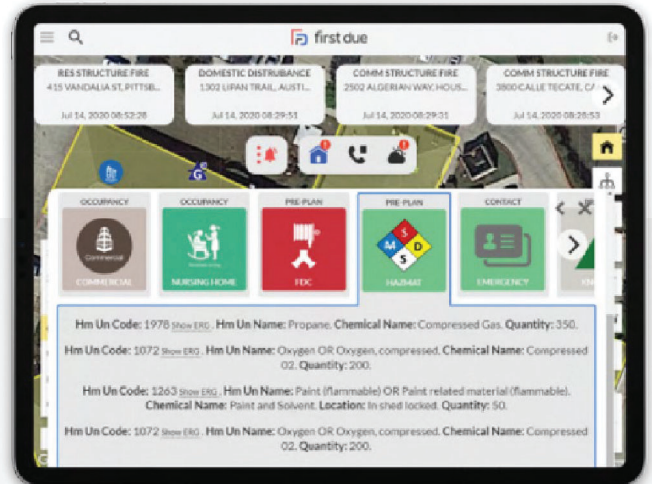 first due
RES STRUCTURE FIRE
415 VANDALIA ST, PITTSB...
Jul 14, 2020 08:53:28
DOMESTIC DISTRUBANCE
1302 LIPAN TRAIL, AUSTI...
Jul 14, 2020 08:29:51
COMM STRUCTURE FIRE
2502 ALGERIAN WAY, HOUS...
Jul 14, 2020 08:29:31
COMM STRUCTURE FIRE
3800 CALLE TECATE, CA
Jul 14, 2020 08:28:53
G
OCCUPANCY
Commercial
COMMERCIAL
OCCUPANCY
NURSING HOME
PRE-PLAN
FDC
PRE-PLAN
S
M D
S
HAZMAT
CONTACT
EMERGENCY
KN
Hm Un Code: 1978 Show ERG . Hm Un Name: Propane. Chemical Name: Compressed Gas. Quantity: 350.
Hm Un Code: 1072 Show ERG . Hm Un Name: Oxygen OR Oxygen, compressed. Chemical Name: Compressed
02. Quantity: 200.
Hm Un Code: 1263 Show ERG . Hm Un Name: Paint (flammable) OR Paint related material (flammable).
Chemical Name: Paint and Solvent. Location: In shed locked. Quantity: 50.
Hm Un Code: 1072 Show ERG . Hm Un Name: Oxygen OR Oxygen, compressed. Chemical Name: Compressed
02. Quantity: 200.